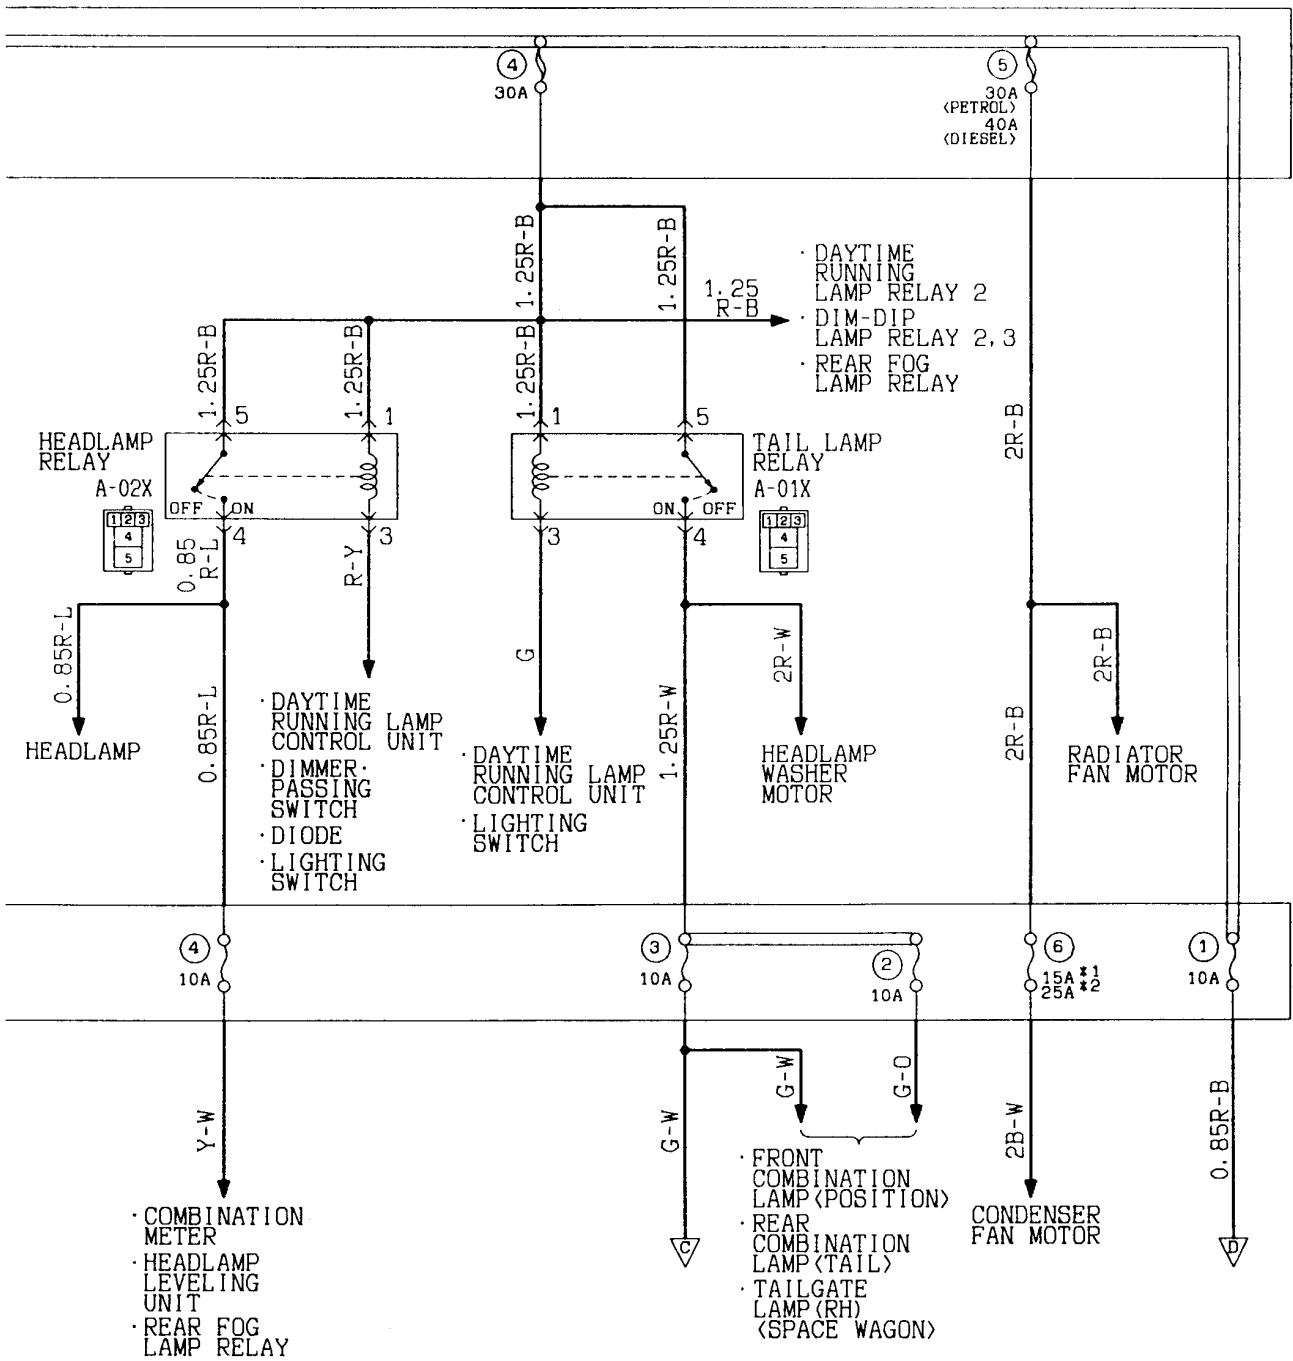 4
30A
5
30A
<PETROL>
40A
<DIESEL>
1.25R-B
1.25R-B
1.25
R-B
· DAYTIME
RUNNING
LAMP RELAY 2
· DIM-DIP
LAMP RELAY 2,3
· REAR FOG
LAMP RELAY
1.25R-B
1.25R-B
1.25R-B
2R-B
5
1
1
5
HEADLAMP
RELAY
A-02X
OFF
ON
1 2 3
4
5
TAIL LAMP
RELAY
A-01X
ON
OFF
1 2 3
4
5
4
3
3
4
0.85
R-L
R-Y
0.85R-L
0.85R-L
G
1.25R-W
2R-W
2R-B
2R-B
HEADLAMP
· DAYTIME
RUNNING LAMP
CONTROL UNIT
· DIMMER·
PASSING
SWITCH
· DIODE
· LIGHTING
SWITCH
· DAYTIME
RUNNING LAMP
CONTROL UNIT
· LIGHTING
SWITCH
HEADLAMP
WASHER
MOTOR
RADIATOR
FAN MOTOR
4
10A
3
10A
2
10A
6
15A *1
25A *2
1
10A
Y-W
G-W
G-W
G-O
2B-W
0.85R-B
· COMBINATION
METER
· HEADLAMP
LEVELING
UNIT
· REAR FOG
LAMP RELAY
C
· FRONT
COMBINATION
LAMP<POSITION>
· REAR
COMBINATION
LAMP<TAIL>
· TAILGATE
LAMP(RH)
<SPACE WAGON>
CONDENSER
FAN MOTOR
D